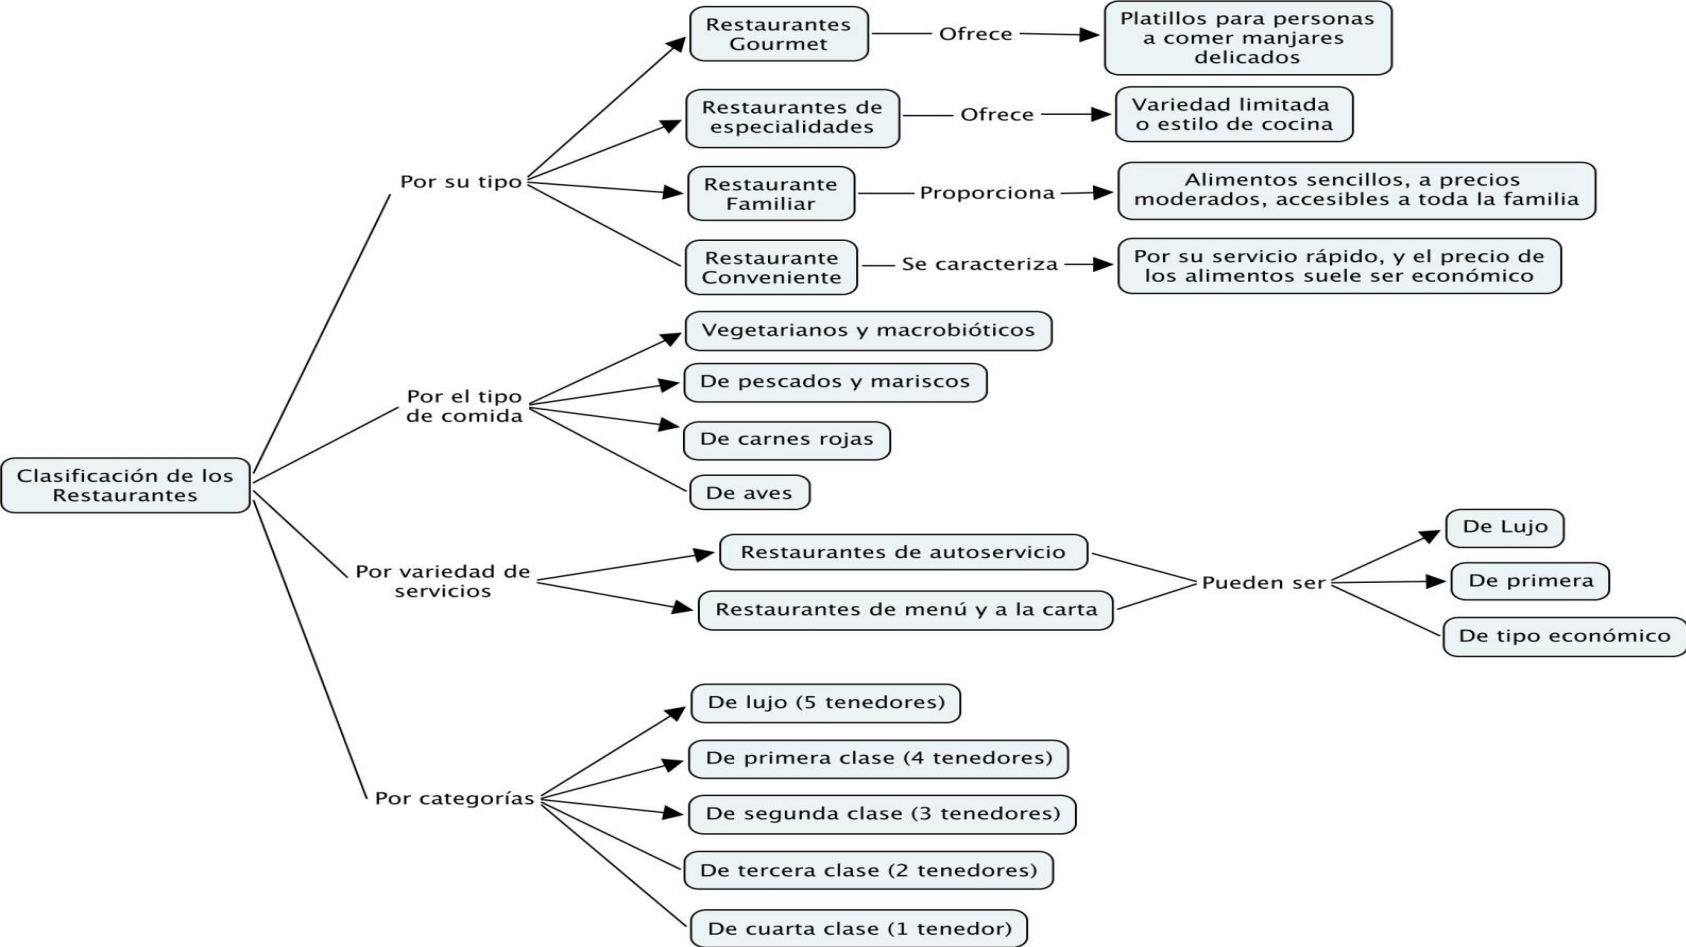 Clasificación de los
Restaurantes
Por su tipo
Restaurantes
Gourmet
Ofrece
Platillos para personas
a comer manjares
delicados
Restaurantes de
especialidades
Ofrece
Variedad limitada
o estilo de cocina
Restaurante
Familiar
Proporciona
Alimentos sencillos, a precios
moderados, accesibles a toda la familia
Restaurante
Conveniente
Se caracteriza
Por su servicio rápido, y el precio de
los alimentos suele ser económico
Por el tipo
de comida
Vegetarianos y macrobióticos
De pescados y mariscos
De carnes rojas
De aves
Por variedad de
servicios
Restaurantes de autoservicio
Restaurantes de menú y a la carta
Pueden ser
De Lujo
De primera
De tipo económico
Por categorías
De lujo (5 tenedores)
De primera clase (4 tenedores)
De segunda clase (3 tenedores)
De tercera clase (2 tenedores)
De cuarta clase (1 tenedor)